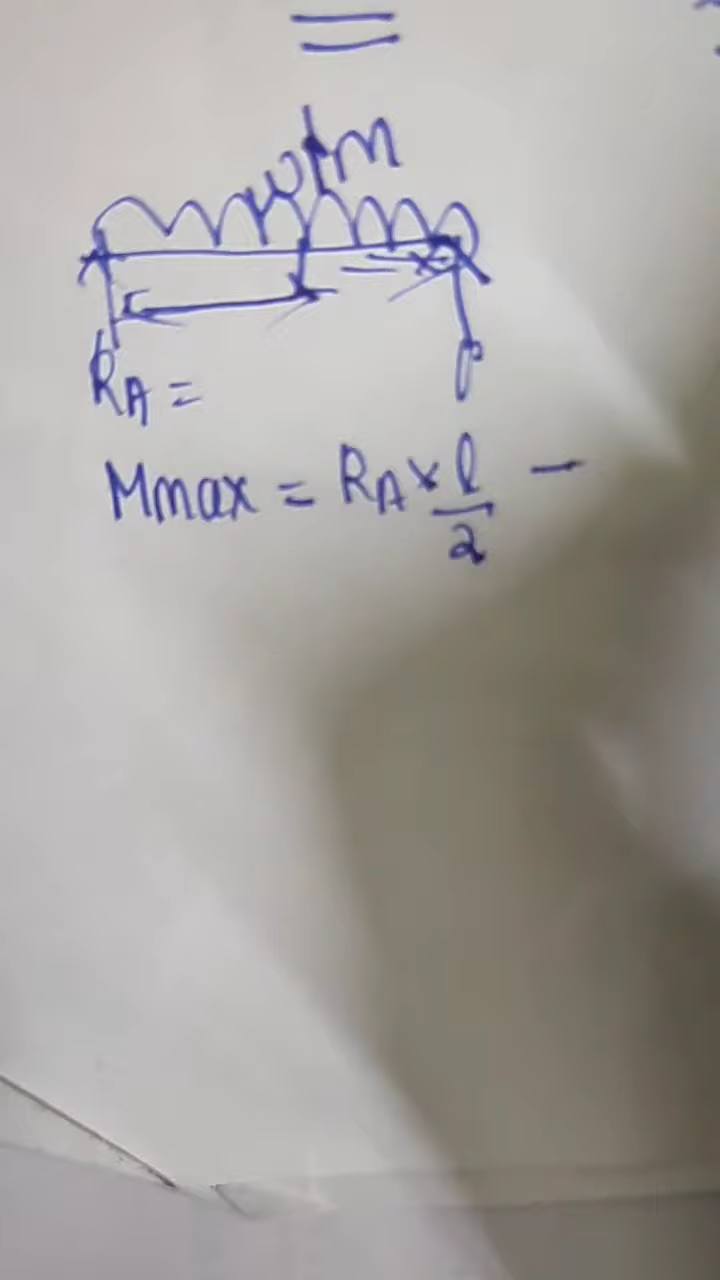 w/m
RA =
Mmax = RA × l/2 -